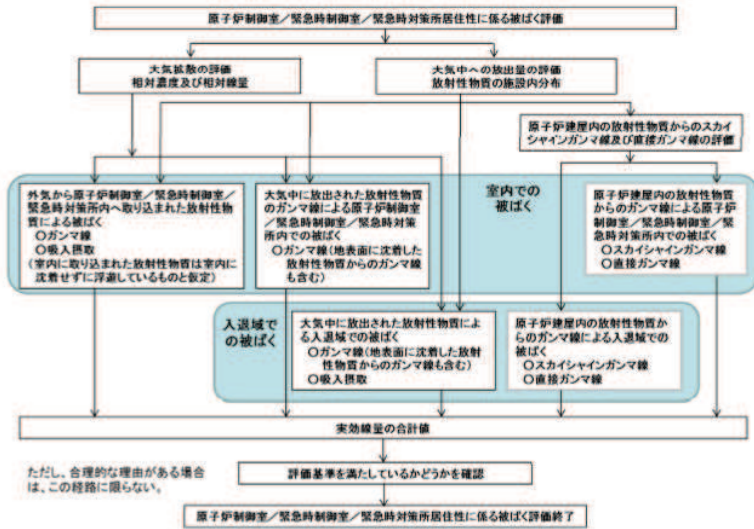 原子炉制御室／緊急時制御室／緊急時対策所居住性に係る被ばく評価
大気拡散の評価
相対濃度及び相対線量
大気中への放出量の評価
放射性物質の施設内分布
原子炉建屋内の放射性物質からのスカイ
シャインガンマ線及び直接ガンマ線の評価
室内での
被ばく
外気から原子炉制御室／緊急時制御室／
緊急時対策所内へ取り込まれた放射性物
質による被ばく
○ガンマ線
○吸入摂取
（室内に取り込まれた放射性物質は室内に
沈着せずに浮遊しているものと仮定）
大気中に放出された放射性物質
のガンマ線による原子炉制御室
／緊急時制御室／緊急時対策
所内での被ばく
○ガンマ線（地表面に沈着した
放射性物質からのガンマ線
も含む）
原子炉建屋内の放射性物質
からのガンマ線による原子炉
制御室／緊急時制御室／緊
急時対策所内での被ばく
○スカイシャインガンマ線
○直接ガンマ線
入退域で
の被ばく
大気中に放出された放射性物質によ
る入退域での被ばく
○ガンマ線（地表面に沈着した放射
性物質からのガンマ線も含む）
○吸入摂取
原子炉建屋内の放射性物質か
らのガンマ線による入退域での
被ばく
○スカイシャインガンマ線
○直接ガンマ線
実効線量の合計値
ただし、合理的な理由がある場合
は、この経路に限らない。
評価基準を満たしているかどうかを確認
原子炉制御室／緊急時制御室／緊急時対策所居住性に係る被ばく評価終了